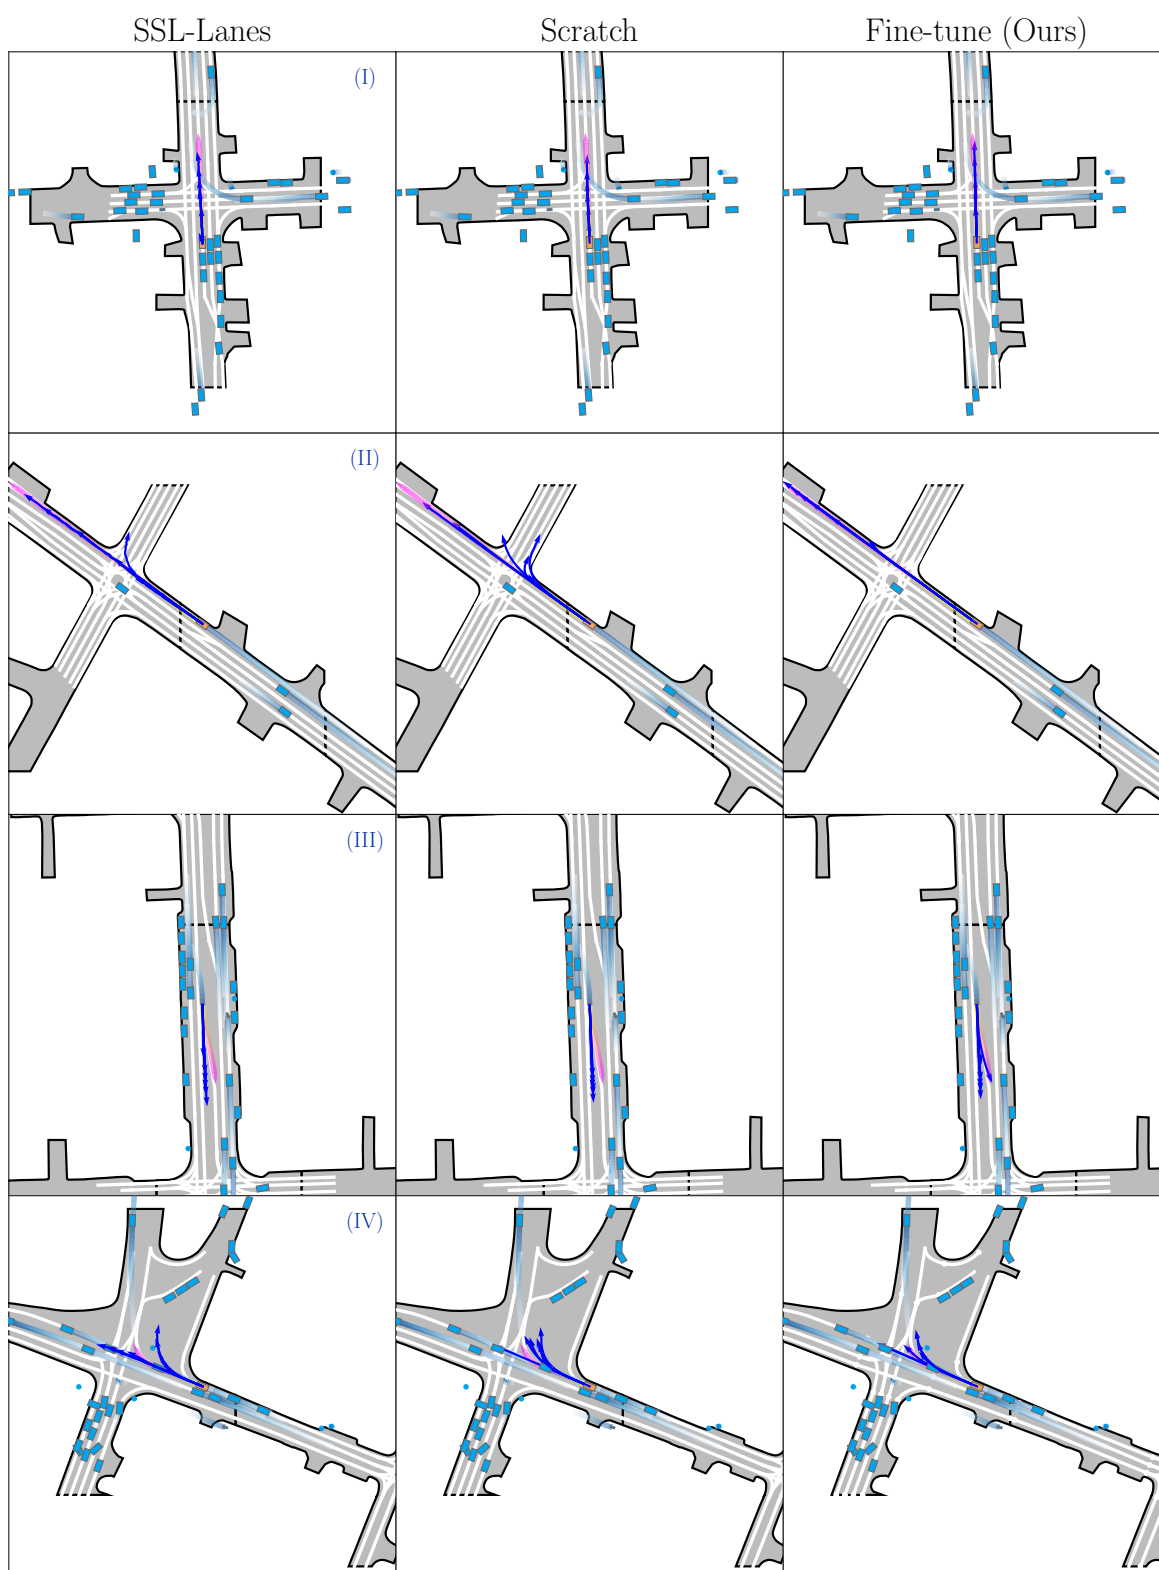 SSL-Lanes Scratch Fine-tune (Ours)
(I)
(II)
(III)
(IV)